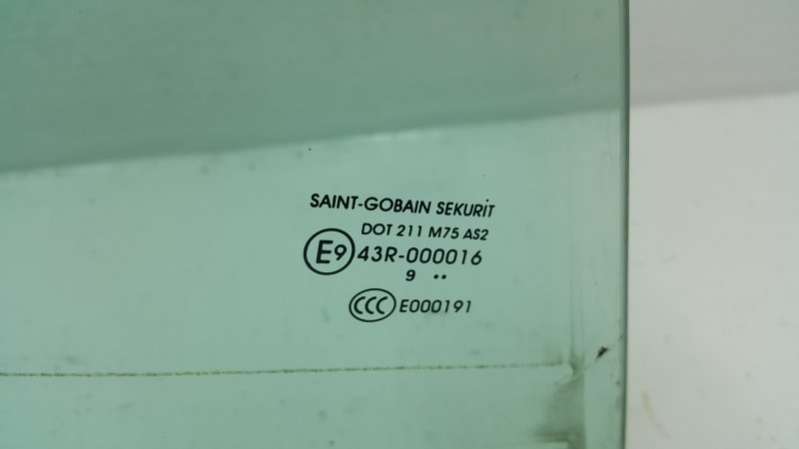 SAINT-GOBAIN SEKURIT
DOT 211 M75 AS2
E9 43R-000016
9 ..
CCC E000191